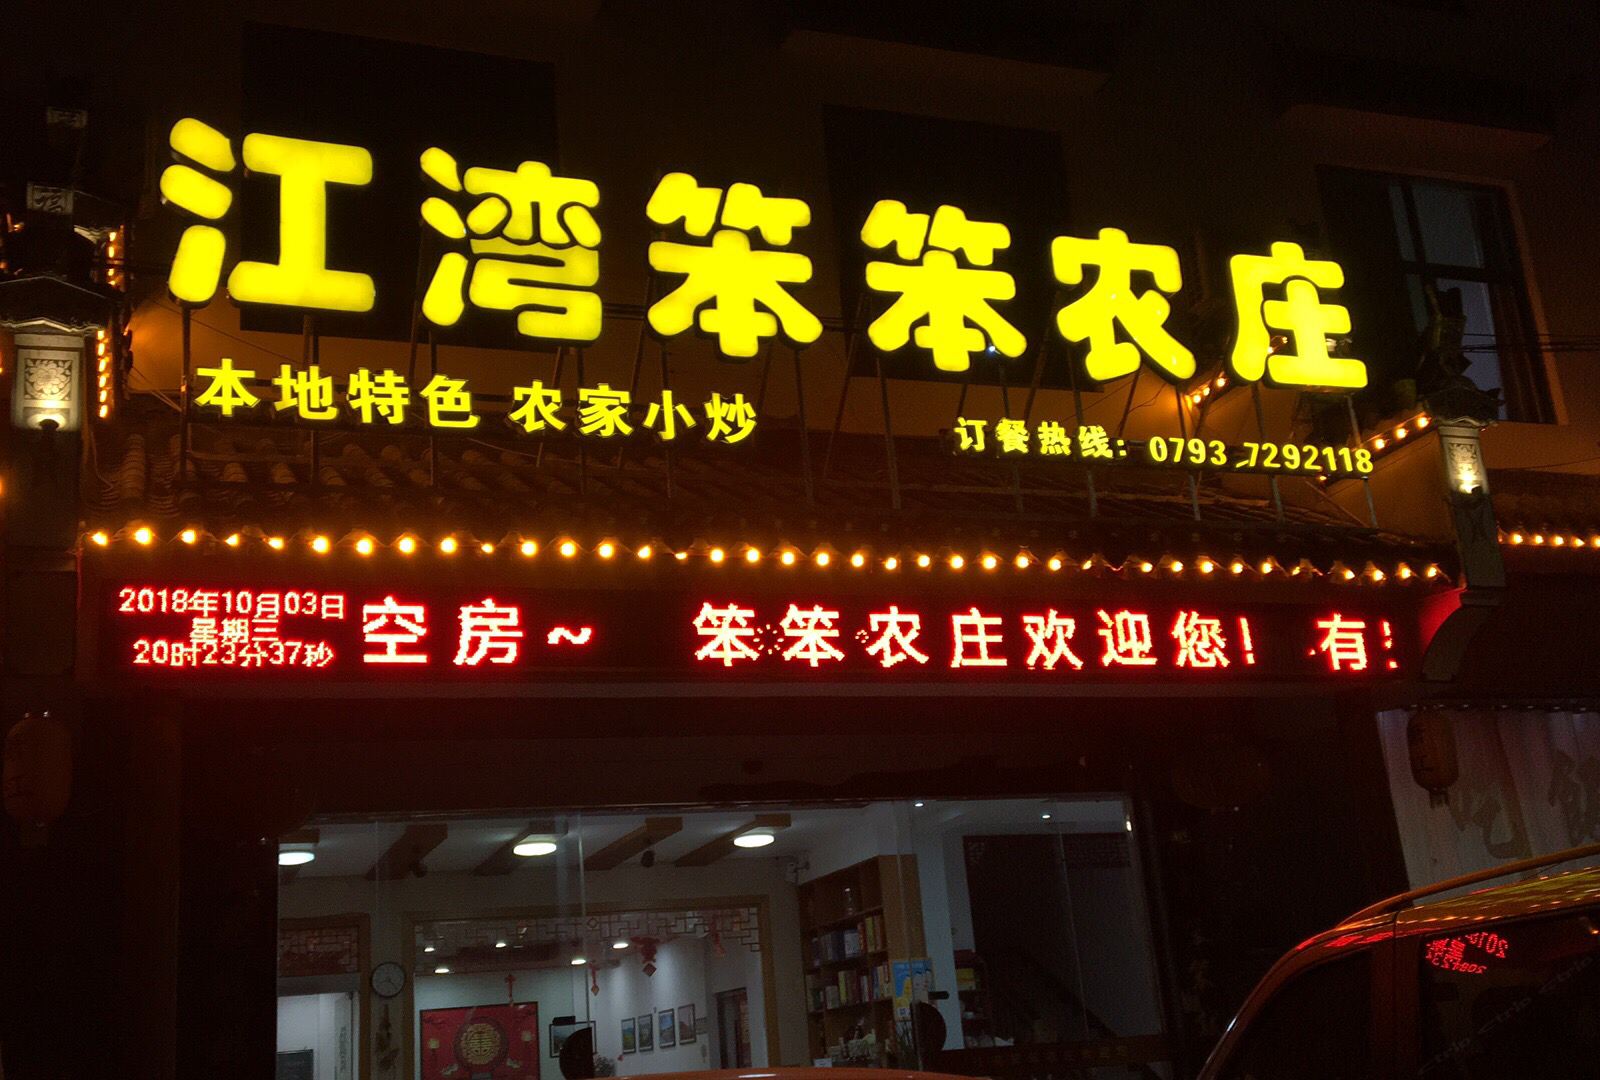 江湾笨笨农庄
本地特色 农家小炒
订餐热线: 0793 7292118
2018年10月03日
星期三
20时23分37秒
空房~ 笨笨农庄欢迎您! 有
吃饭